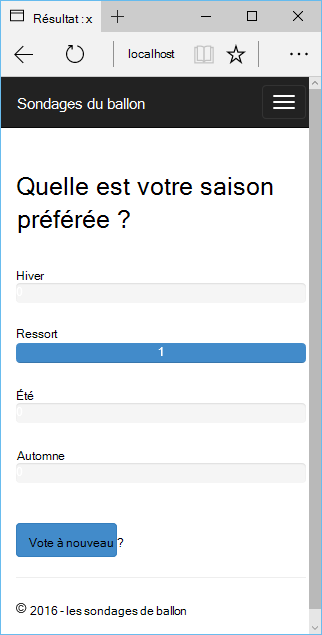 Résultat : x
localhost
Sondages du ballon
Quelle est votre saison
préférée ?
Hiver
0
Ressort
1
Été
0
Automne
0
Vote à nouveau ?
© 2016 - les sondages de ballon